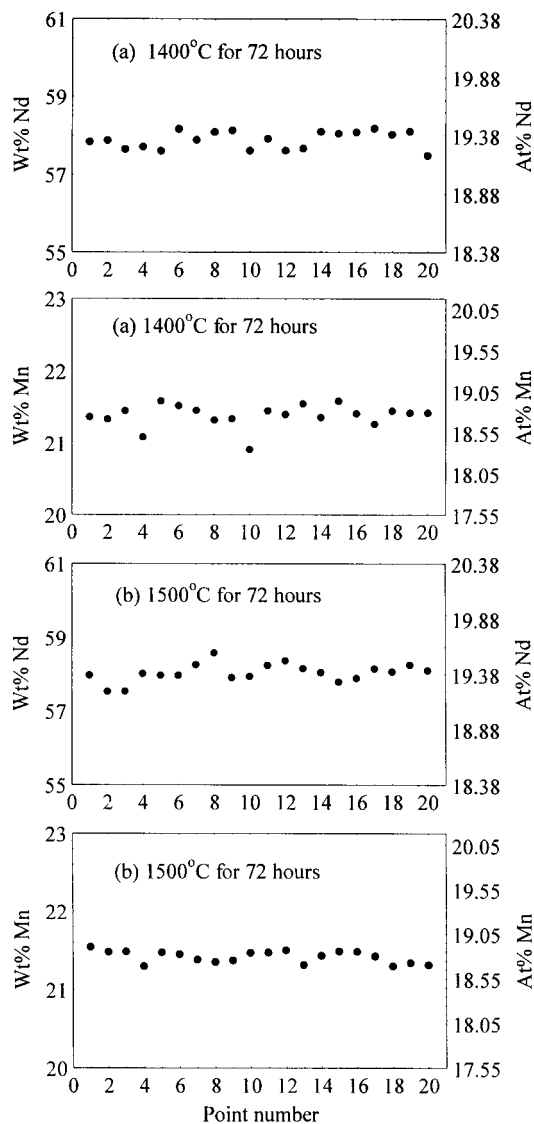 61
59
57
55
Wt% Nd
(a) 1400°C for 72 hours
20.38
19.88
19.38
18.88
18.38
At% Nd
0 2 4 6 8 10 12 14 16 18 20
23
22
21
20
Wt% Mn
(a) 1400°C for 72 hours
20.05
19.55
19.05
18.55
18.05
17.55
At% Mn
0 2 4 6 8 10 12 14 16 18 20
61
59
57
55
Wt% Nd
(b) 1500°C for 72 hours
20.38
19.88
19.38
18.88
18.38
At% Nd
0 2 4 6 8 10 12 14 16 18 20
23
22
21
20
Wt% Mn
(b) 1500°C for 72 hours
20.05
19.55
19.05
18.55
18.05
17.55
At% Mn
0 2 4 6 8 10 12 14 16 18 20
Point number